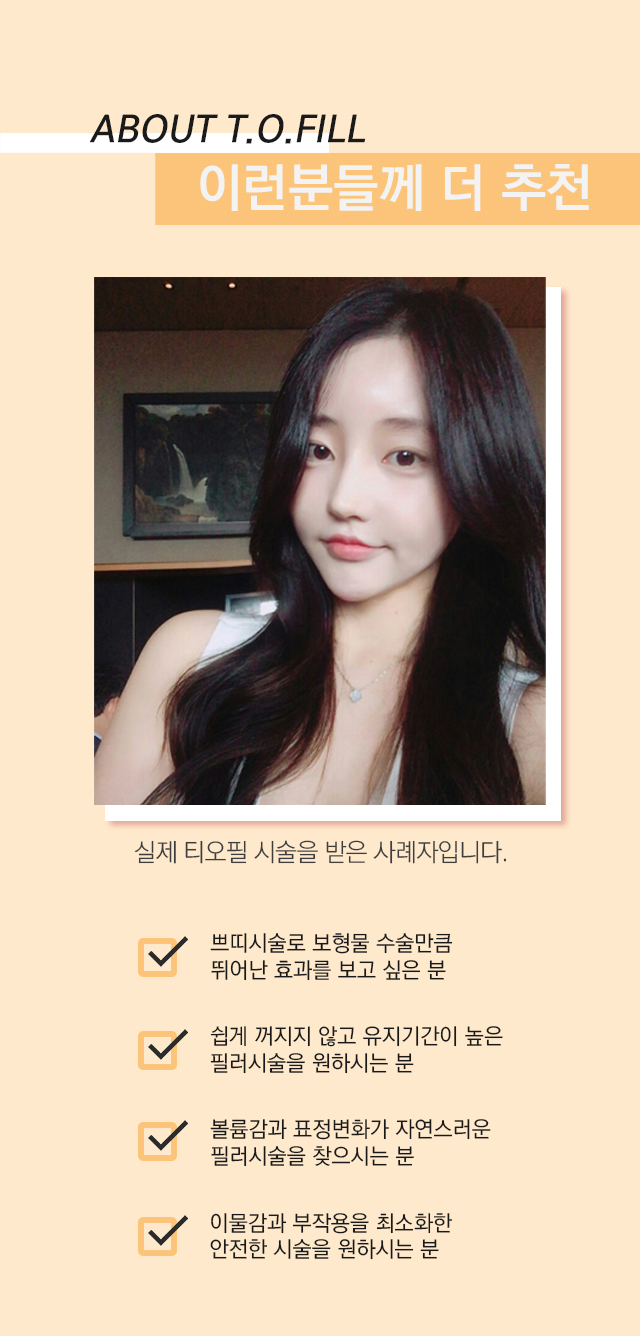 ABOUT T.O.FILL
이런분들께 더 추천
실제 티오필 시술을 받은 사례자입니다.
쁘띠시술로 보형물 수술만큼
뛰어난 효과를 보고 싶은 분
쉽게 꺼지지 않고 유지기간이 높은
필러시술을 원하시는 분
볼륨감과 표정변화가 자연스러운
필러시술을 찾으시는 분
이물감과 부작용을 최소화한
안전한 시술을 원하시는 분